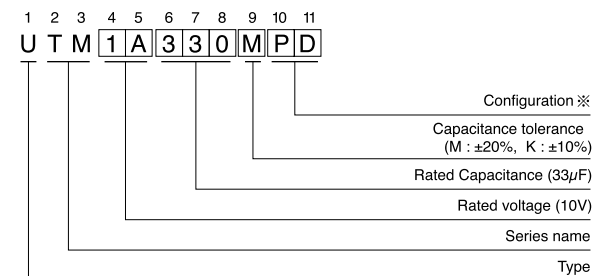 1 2 3 4 5 6 7 8 9 10 11
U T M 1 A 3 3 0 M P D
Configuration ※
Capacitance tolerance
(M : ±20%, K : ±10%)
Rated Capacitance (33µF)
Rated voltage (10V)
Series name
Type